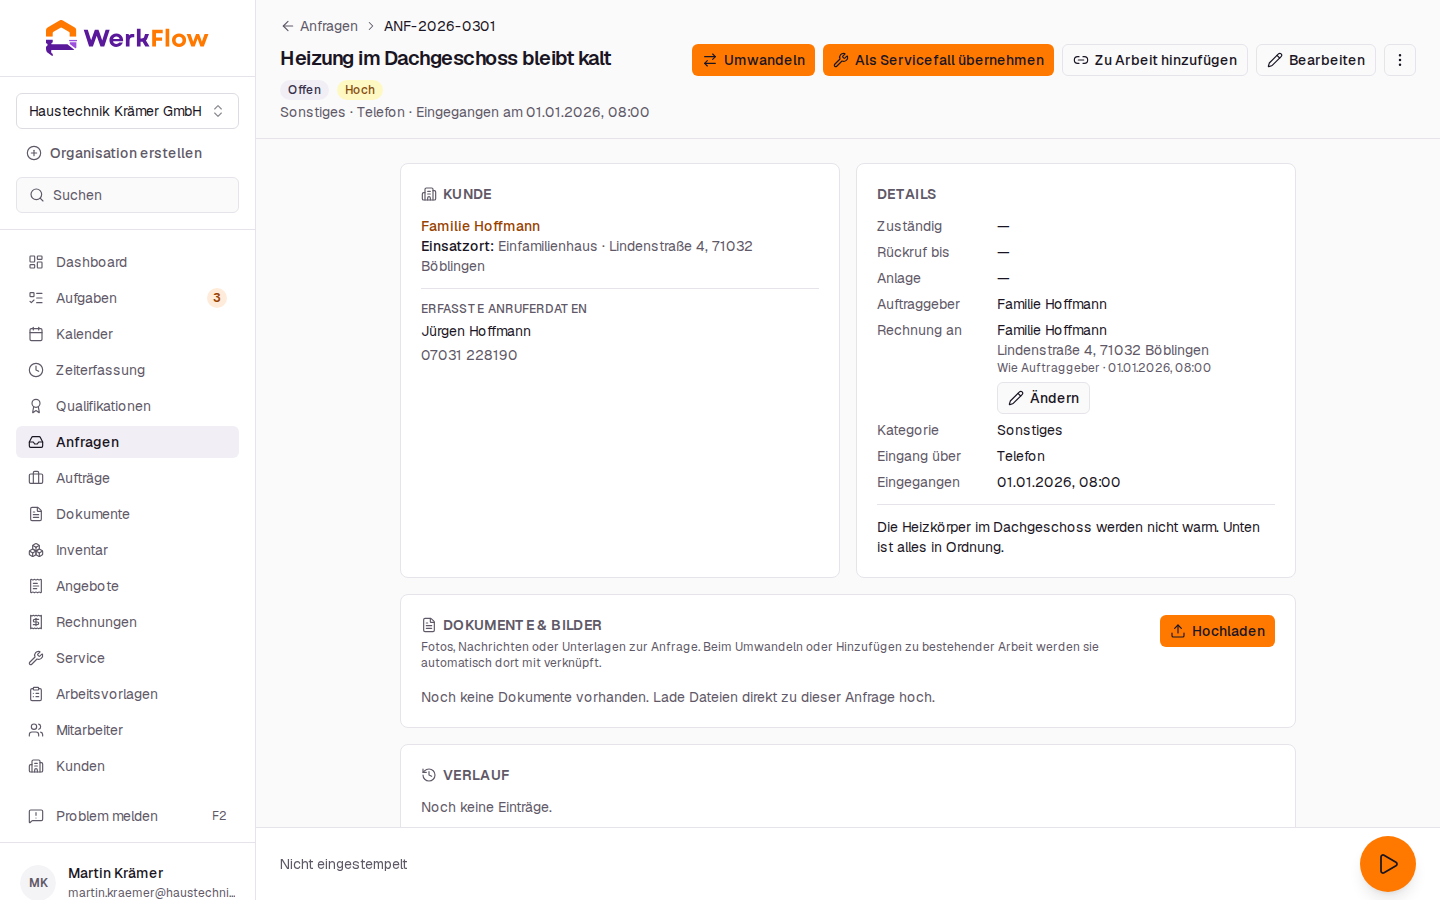 WerkFlow
Haustechnik Krämer GmbH
Organisation erstellen
Suchen
Dashboard
Aufgaben 3
Kalender
Zeiterfassung
Qualifikationen
Anfragen
Aufträge
Dokumente
Inventar
Angebote
Rechnungen
Service
Arbeitsvorlagen
Mitarbeiter
Kunden
Problem melden F2
MK
Martin Krämer
martin.kraemer@haustechni...
Anfragen > ANF-2026-0301
Heizung im Dachgeschoss bleibt kalt
Umwandeln
Als Servicefall übernehmen
Zu Arbeit hinzufügen
Bearbeiten
Offen Hoch
Sonstiges · Telefon · Eingegangen am 01.01.2026, 08:00
KUNDE
Familie Hoffmann
Einsatzort: Einfamilienhaus · Lindenstraße 4, 71032
Böblingen
ERFASSTE ANRUFERDATEN
Jürgen Hoffmann
07031 228190
DETAILS
Zuständig —
Rückruf bis —
Anlage —
Auftraggeber Familie Hoffmann
Rechnung an Familie Hoffmann
Lindenstraße 4, 71032 Böblingen
Wie Auftraggeber · 01.01.2026, 08:00
Ändern
Kategorie Sonstiges
Eingang über Telefon
Eingegangen 01.01.2026, 08:00
Die Heizkörper im Dachgeschoss werden nicht warm. Unten
ist alles in Ordnung.
DOKUMENTE & BILDER
Fotos, Nachrichten oder Unterlagen zur Anfrage. Beim Umwandeln oder Hinzufügen zu bestehender Arbeit werden sie
automatisch dort mit verknüpft.
Hochladen
Noch keine Dokumente vorhanden. Lade Dateien direkt zu dieser Anfrage hoch.
VERLAUF
Noch keine Einträge.
Nicht eingestempelt